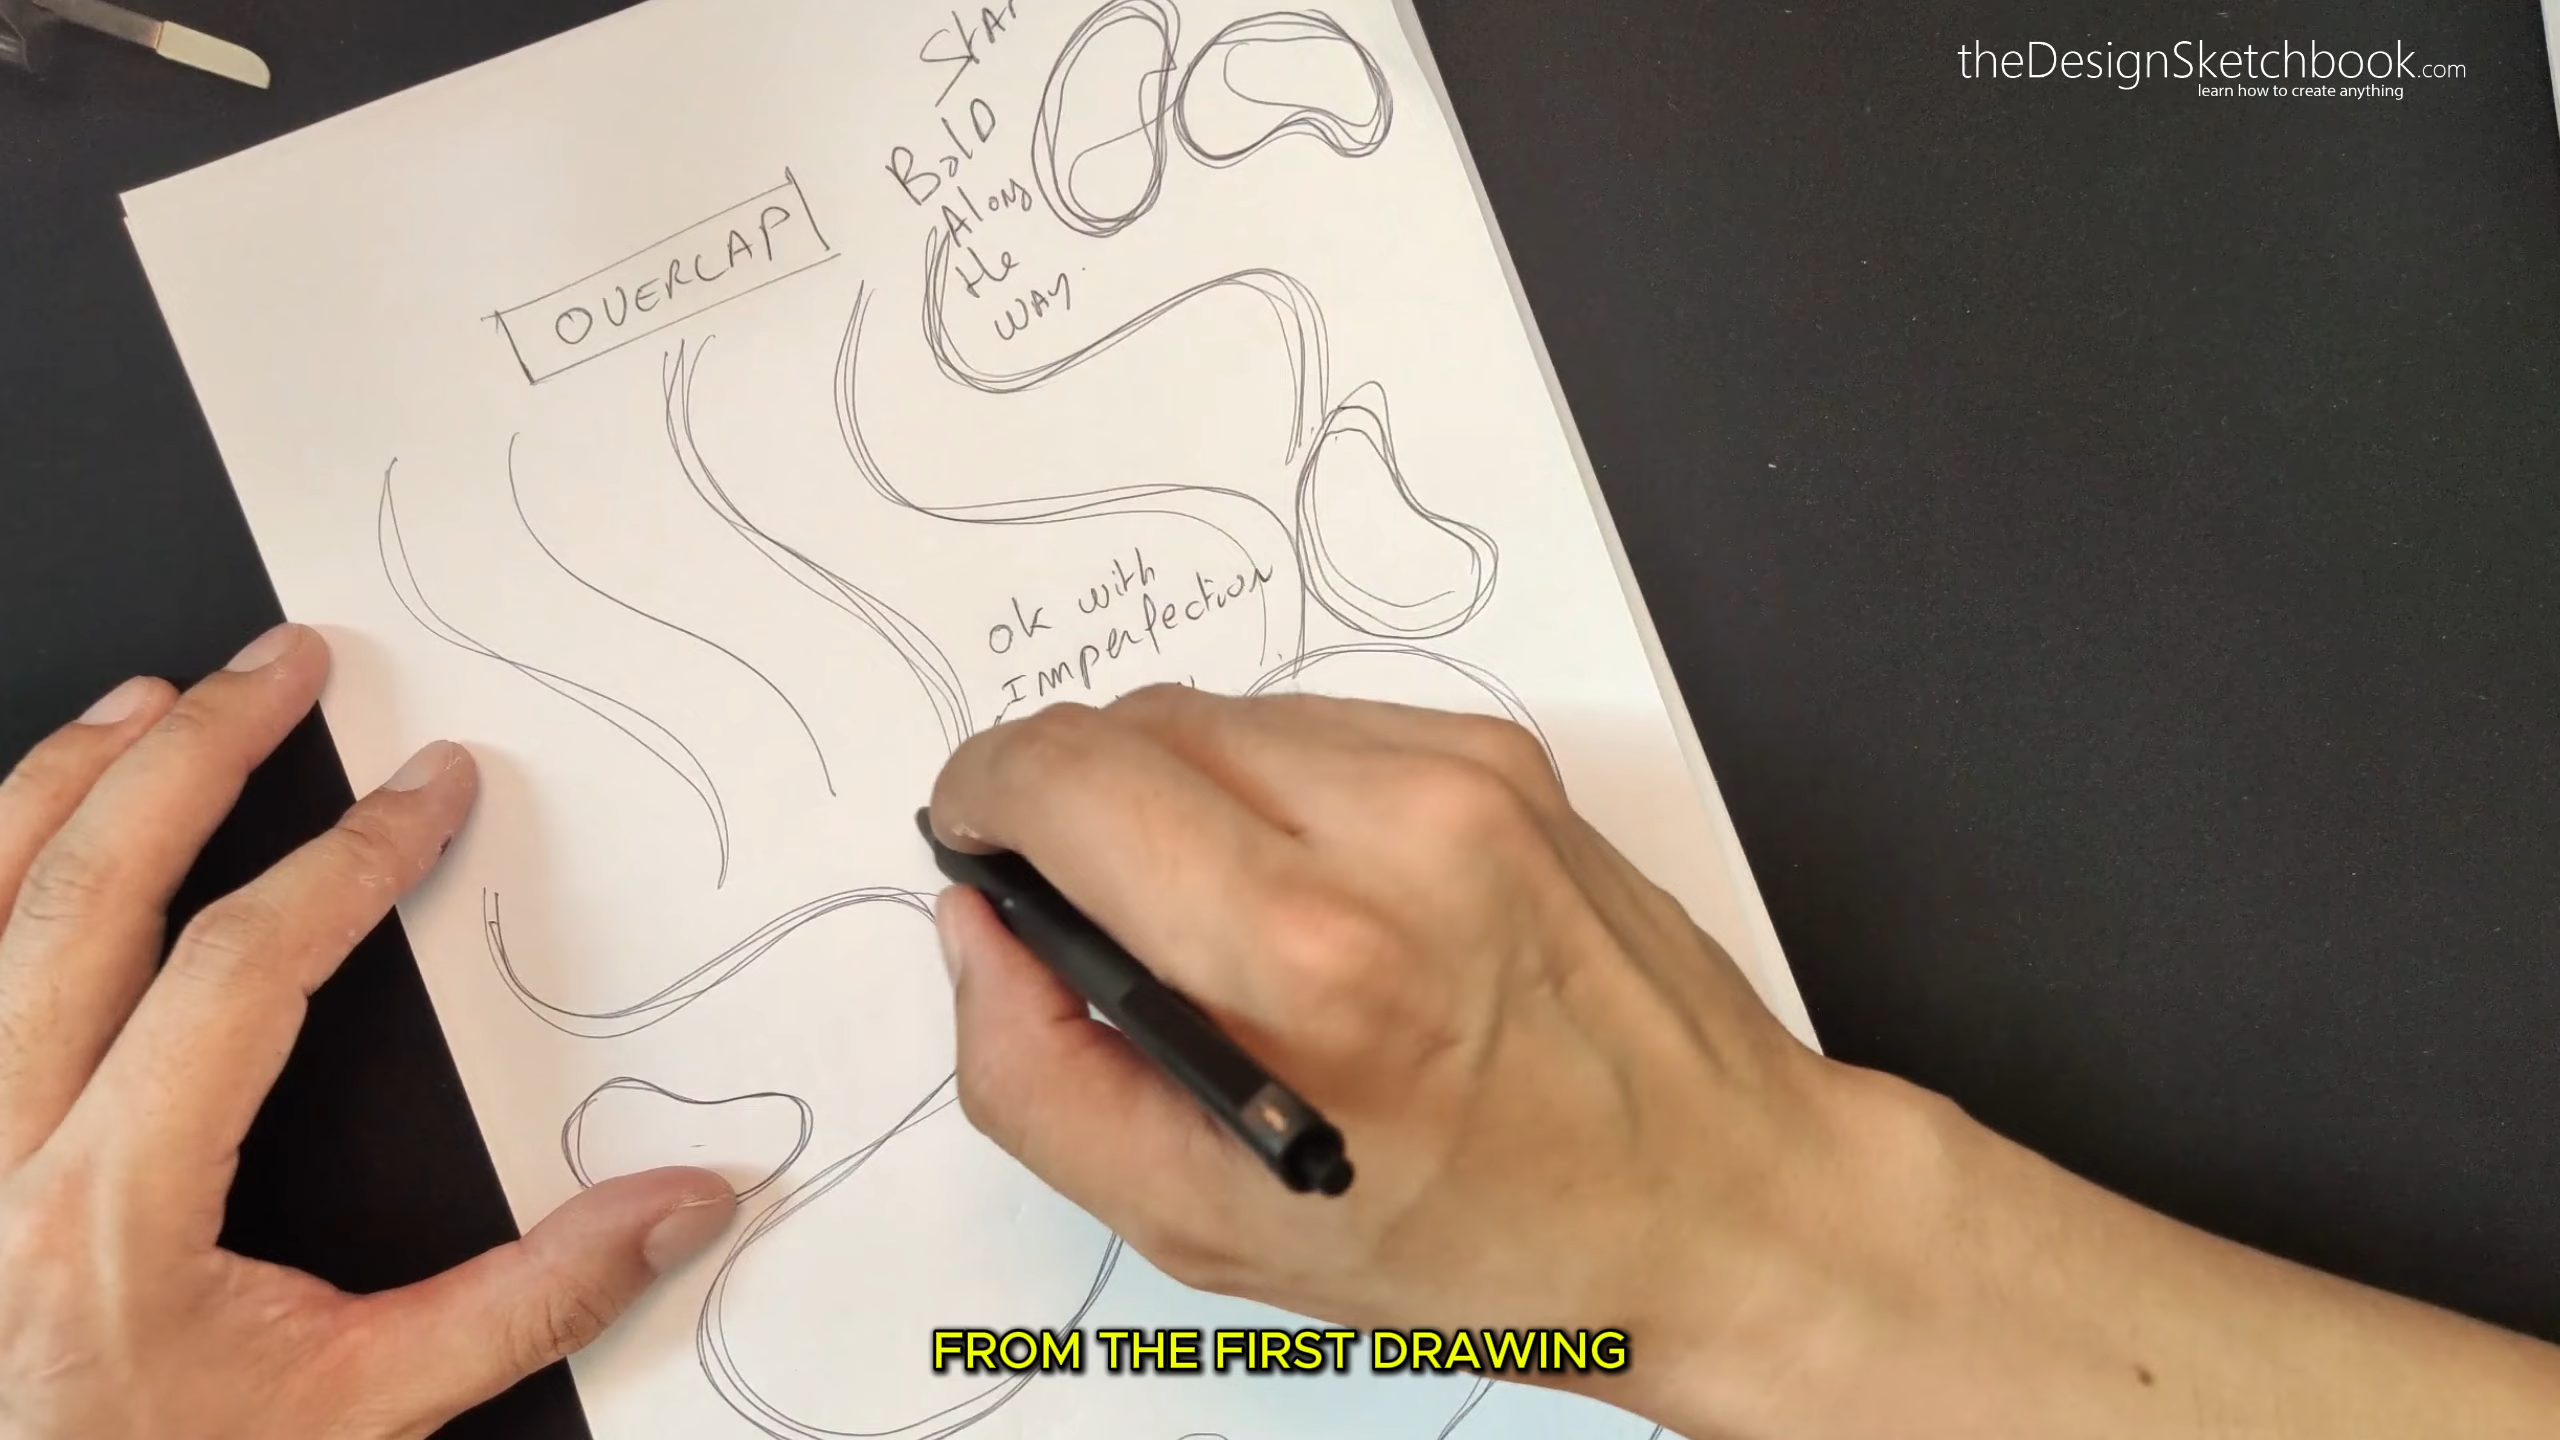 theDesignSketchbook.com
learn how to create anything
Bold
Along
the
way.
OVERLAP
ok with
Imperfection
FROM THE FIRST DRAWING